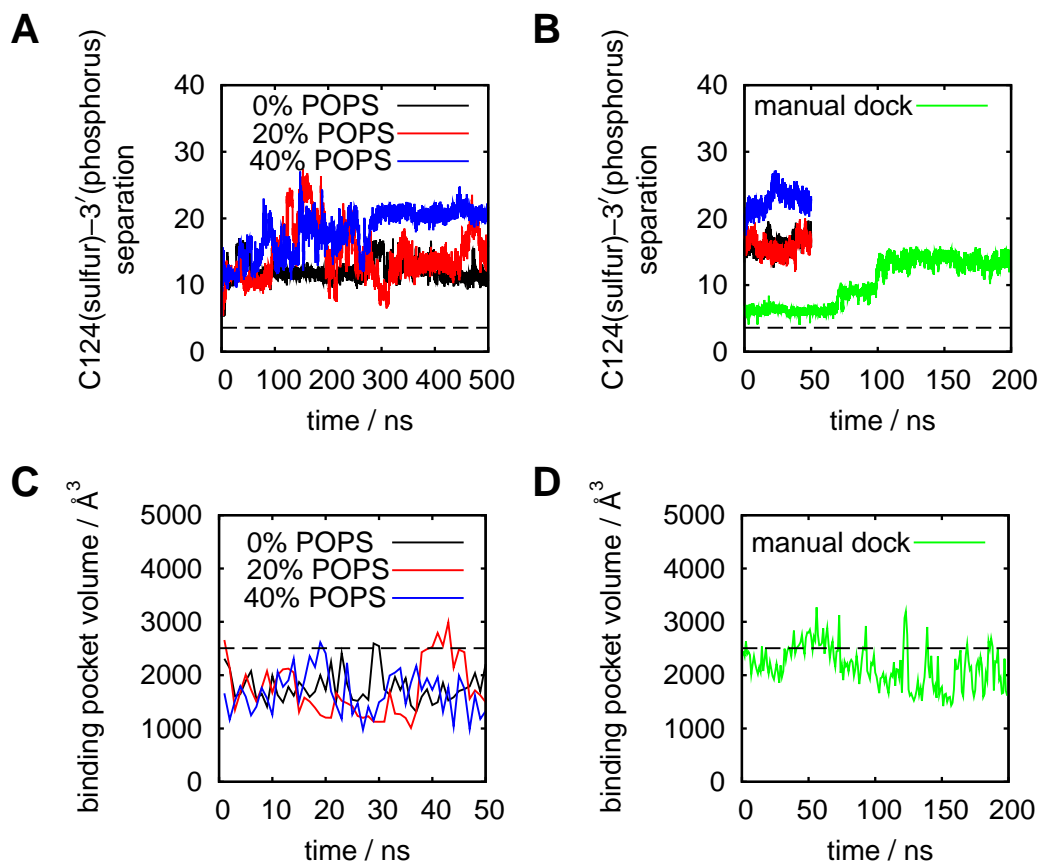 A
C124(sulfur)–3′(phosphorus)
separation
40
30
20
10
0
0% POPS
20% POPS
40% POPS
0 100 200 300 400 500
time / ns
B
C124(sulfur)–3′(phosphorus)
separation
40
30
20
10
0
manual dock
0 50 100 150 200
time / ns
C
binding pocket volume / Å³
5000
4000
3000
2000
1000
0
0% POPS
20% POPS
40% POPS
0 10 20 30 40 50
time / ns
D
binding pocket volume / Å³
5000
4000
3000
2000
1000
0
manual dock
0 50 100 150 200
time / ns